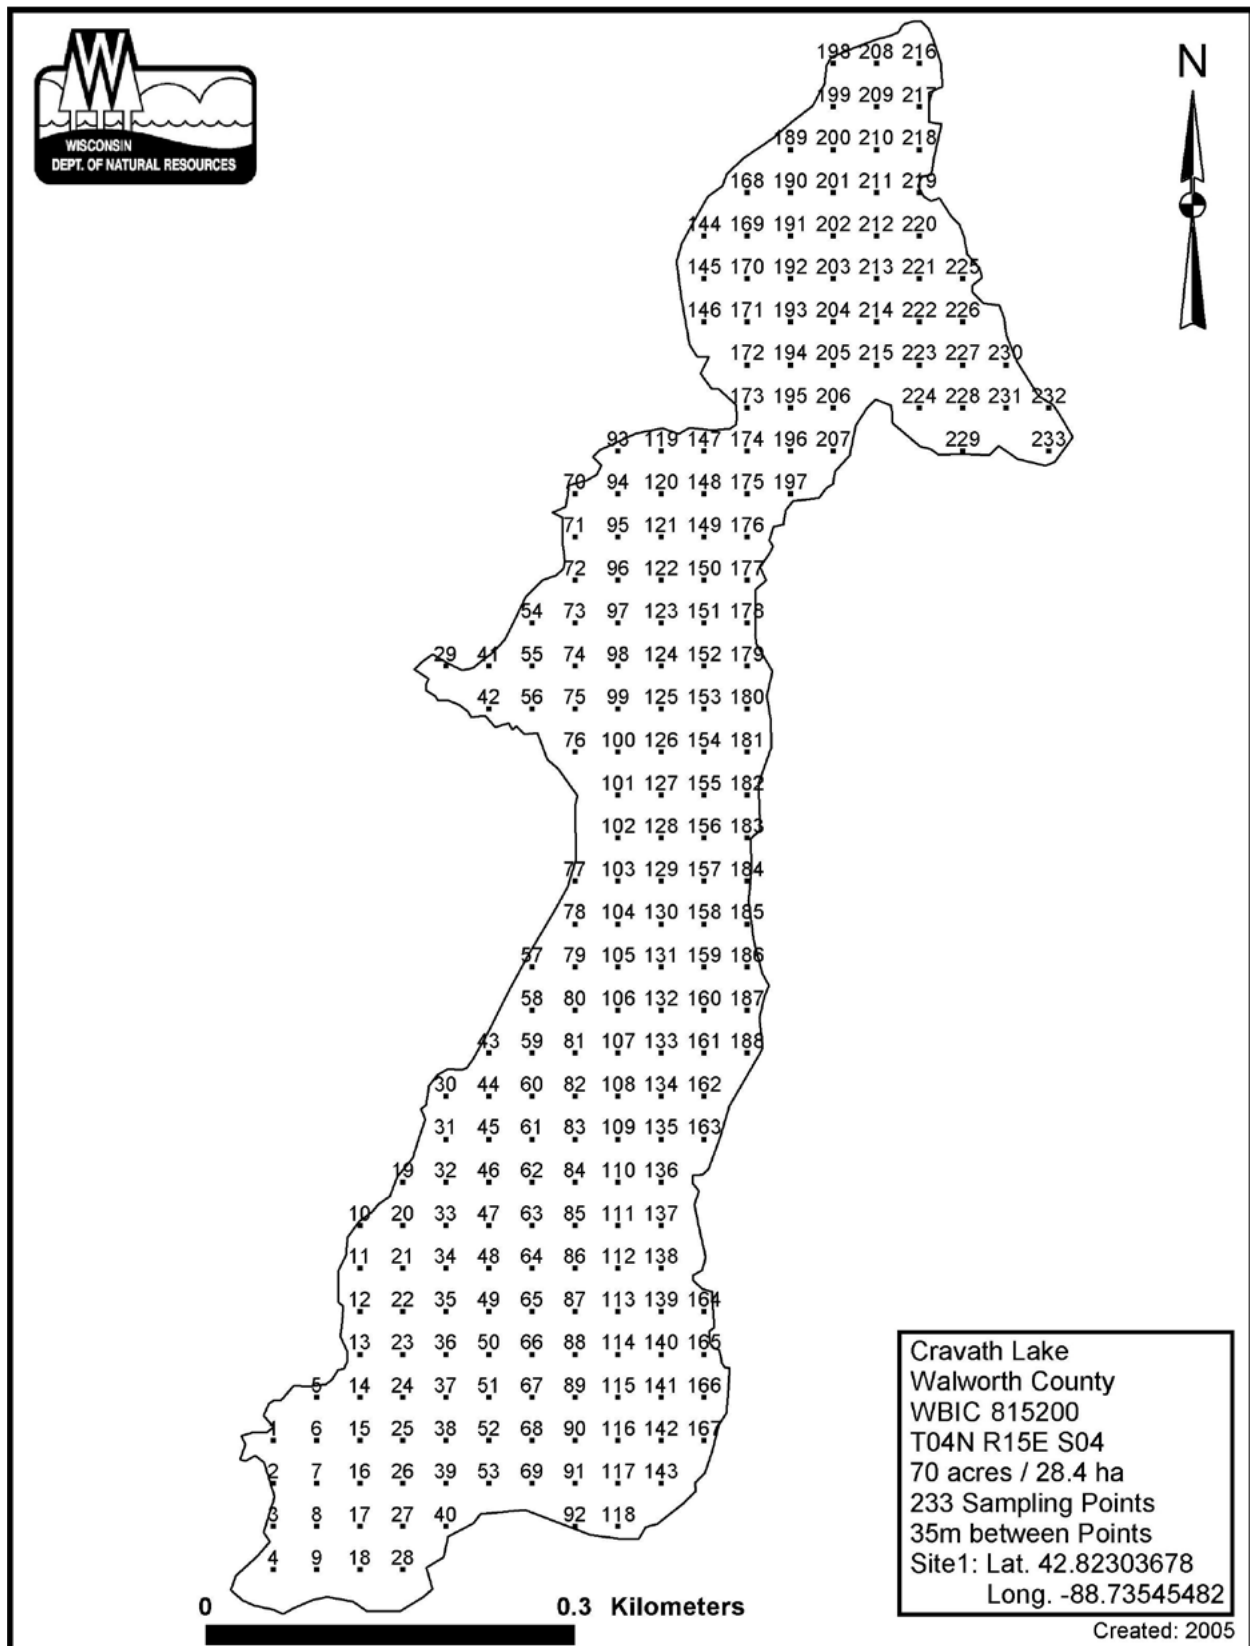 WISCONSIN
DEPT. OF NATURAL RESOURCES
N
198 208 216
199 209 217
189 200 210 218
168 190 201 211 219
144 169 191 202 212 220
145 170 192 203 213 221 225
146 171 193 204 214 222 226
172 194 205 215 223 227 230
173 195 206 224 228 231 232
93 119 147 174 196 207 229 233
70 94 120 148 175 197
71 95 121 149 176
72 96 122 150 177
54 73 97 123 151 178
29 41 55 74 98 124 152 179
42 56 75 99 125 153 180
76 100 126 154 181
101 127 155 182
102 128 156 183
77 103 129 157 184
78 104 130 158 185
57 79 105 131 159 186
58 80 106 132 160 187
43 59 81 107 133 161 188
30 44 60 82 108 134 162
31 45 61 83 109 135 163
19 32 46 62 84 110 136
10 20 33 47 63 85 111 137
11 21 34 48 64 86 112 138
12 22 35 49 65 87 113 139 164
13 23 36 50 66 88 114 140 165
5 14 24 37 51 67 89 115 141 166
1 6 15 25 38 52 68 90 116 142 167
2 7 16 26 39 53 69 91 117 143
3 8 17 27 40 92 118
4 9 18 28
0 0.3 Kilometers
Cravath Lake
Walworth County
WBIC 815200
T04N R15E S04
70 acres / 28.4 ha
233 Sampling Points
35m between Points
Site1: Lat. 42.82303678
Long. -88.73545482
Created: 2005